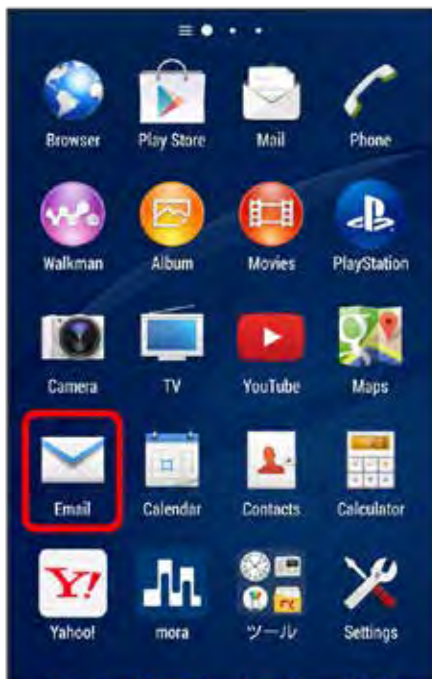 Browser Play Store Mail Phone
Walkman Album Movies PlayStation
Camera TV YouTube Maps
Email Calendar Contacts Calculator
Y!
Yahoo! mora ツール Settings